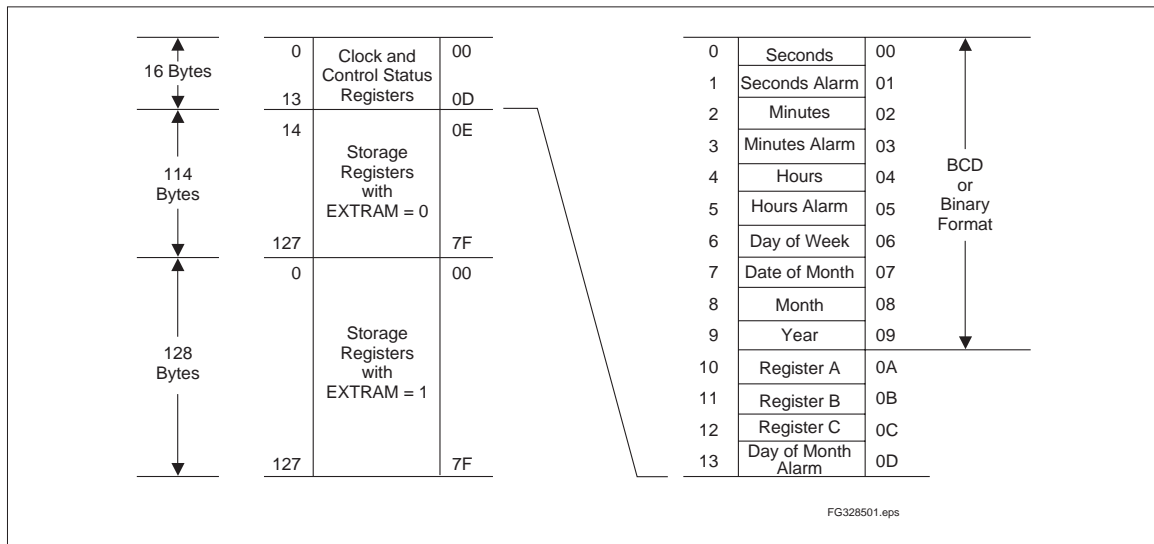 16 Bytes
0
Clock and
Control Status
Registers
00
13
0D
114
Bytes
14
Storage
Registers
with
EXTRAM = 0
0E
127
7F
128
Bytes
0
Storage
Registers
with
EXTRAM = 1
00
127
7F
0 Seconds 00
1 Seconds Alarm 01
2 Minutes 02
3 Minutes Alarm 03
4 Hours 04
5 Hours Alarm 05
6 Day of Week 06
7 Date of Month 07
8 Month 08
9 Year 09
10 Register A 0A
11 Register B 0B
12 Register C 0C
13 Day of Month
Alarm 0D
BCD
or
Binary
Format
FG328501.eps